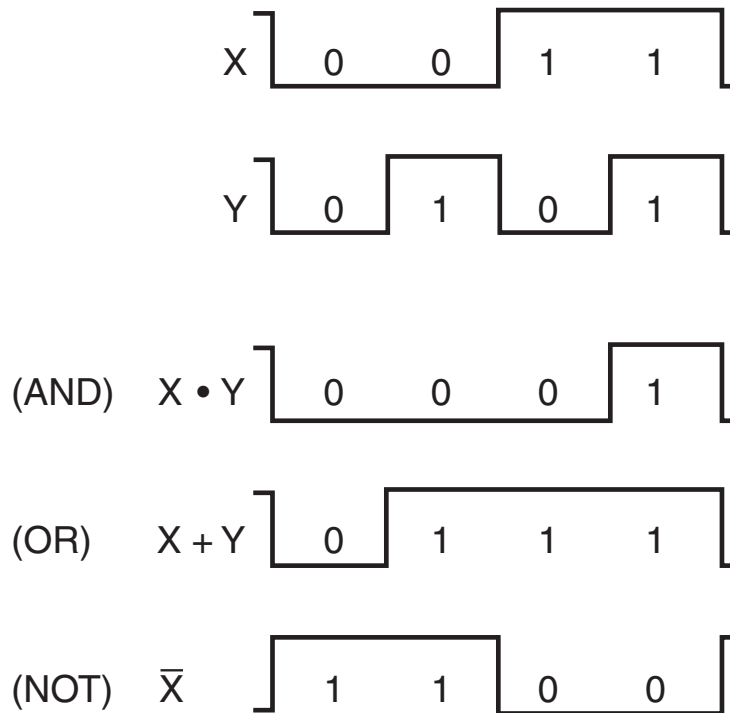 X 0 0 1 1
Y 0 1 0 1
(AND) X • Y 0 0 0 1
(OR) X + Y 0 1 1 1
(NOT) X̅ 1 1 0 0